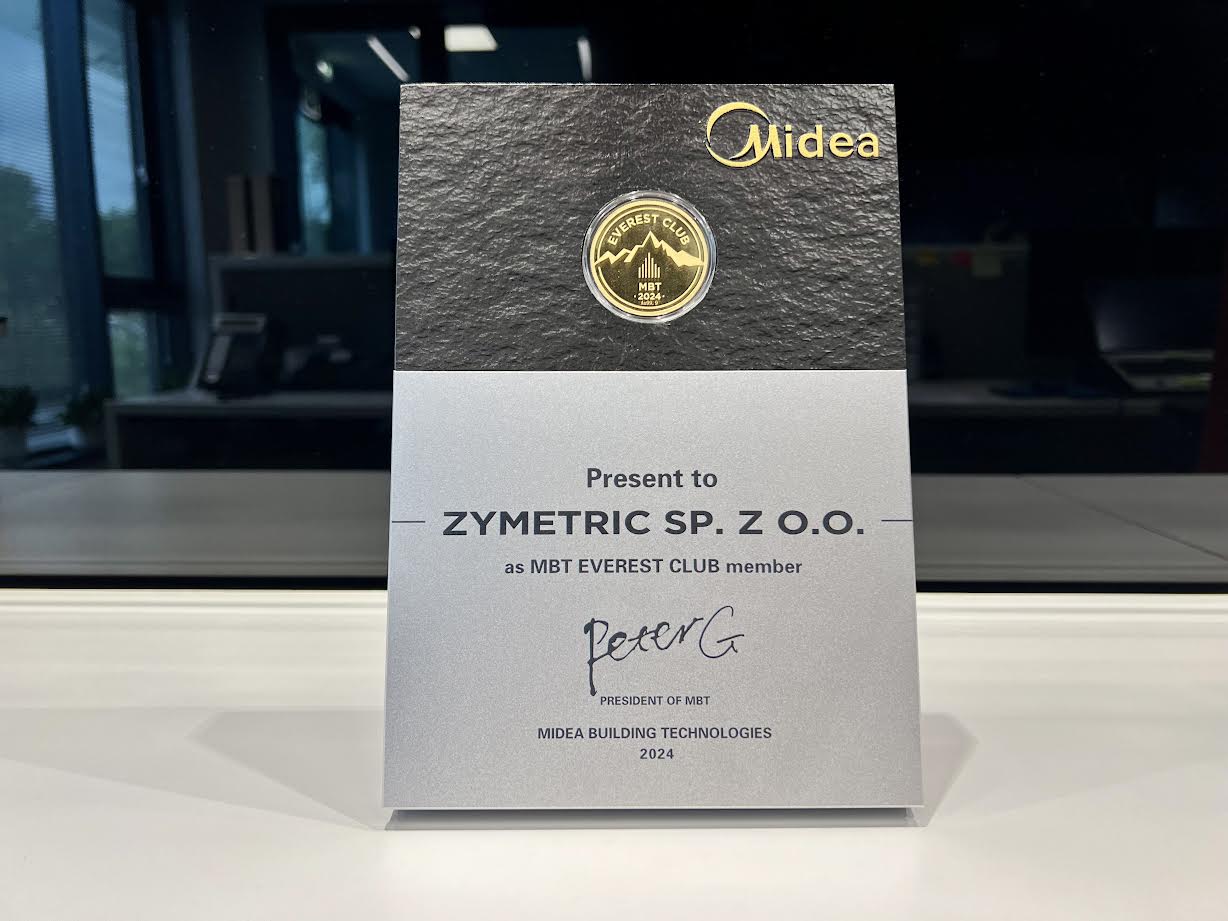 Midea
EVEREST CLUB
MBT
2024
Present to
ZYMETRIC SP. Z O.O.
as MBT EVEREST CLUB member
Peter G
PRESIDENT OF MBT
MIDEA BUILDING TECHNOLOGIES
2024